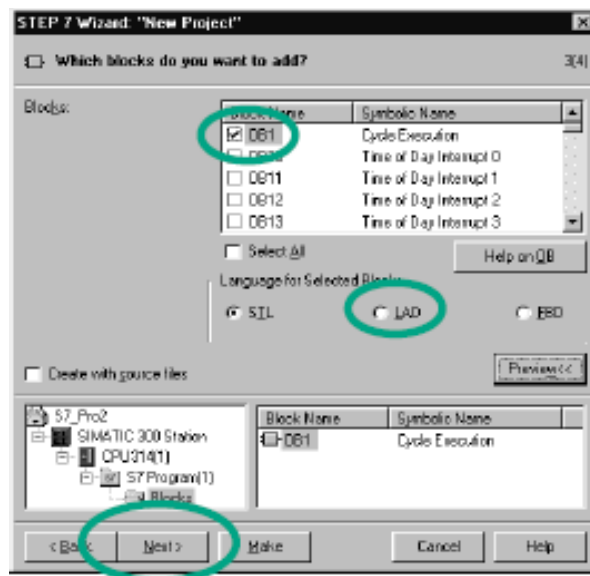 STEP 7 Wizard: "New Project"
Which blocks do you want to add? 3(4)
Blocks:
Block Name Symbolic Name
OB1 Cycle Execution
OB10 Time of Day Interrupt 0
OB11 Time of Day Interrupt 1
OB12 Time of Day Interrupt 2
OB13 Time of Day Interrupt 3
Select All
Help on OB
Language for Selected Blocks
STL LAD FBD
Create with source files
Preview<<
S7_Pro2
SIMATIC 300 Station
CPU314(1)
S7 Program(1)
Blocks
Block Name Symbolic Name
OB1 Cycle Execution
< Back Next > Make Cancel Help